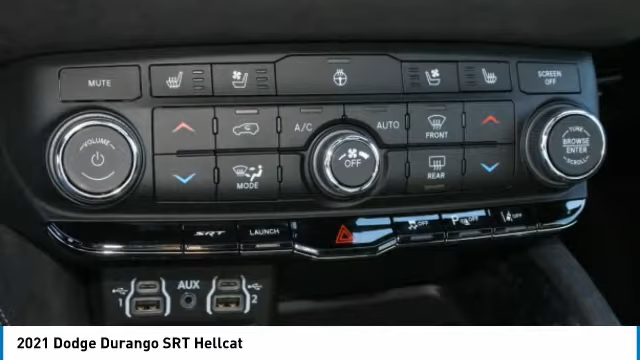 MUTE
SCREEN
OFF
VOLUME
A/C
AUTO
FRONT
TUNE
BROWSE
ENTER
SCROLL
OFF
MODE
REAR
SRT
LAUNCH
OFF
OFF
OFF
AUX
1
2
2021 Dodge Durango SRT Hellcat